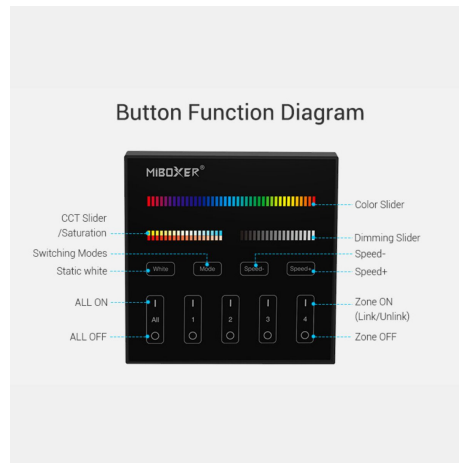 Button Function Diagram
MIBOXER®
CCT Slider
/Saturation
Switching Modes
Static white
ALL ON
ALL OFF
Color Slider
Dimming Slider
Speed-
Speed+
Zone ON
(Link/Unlink)
Zone OFF
White
Mode
Speed-
Speed+
All
1
2
3
4